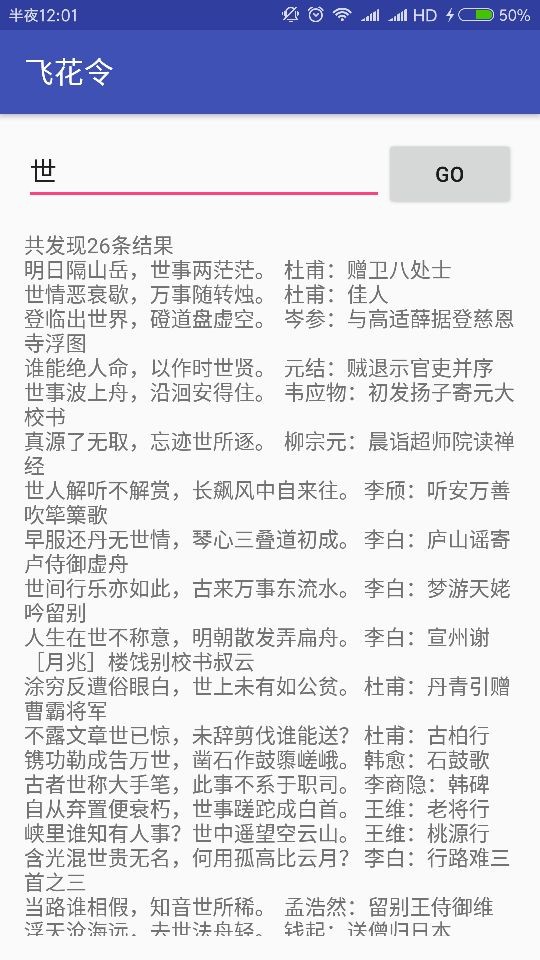 半夜12:01 HD 50%
飞花令
世
GO
共发现26条结果
明日隔山岳，世事两茫茫。 杜甫：赠卫八处士
世情恶衰歇，万事随转烛。 杜甫：佳人
登临出世界，磴道盘虚空。 岑参：与高适薛据登慈恩
寺浮图
谁能绝人命，以作时世贤。 元结：贼退示官吏并序
世事波上舟，沿洄安得住。 韦应物：初发扬子寄元大
校书
真源了无取，忘迹世所逐。 柳宗元：晨诣超师院读禅
经
世人解听不解赏，长飙风中自来往。 李颀：听安万善
吹筚篥歌
早服还丹无世情，琴心三叠道初成。 李白：庐山谣寄
卢侍御虚舟
世间行乐亦如此，古来万事东流水。 李白：梦游天姥
吟留别
人生在世不称意，明朝散发弄扁舟。 李白：宣州谢
［月兆］楼饯别校书叔云
涂穷反遭俗眼白，世上未有如公贫。 杜甫：丹青引赠
曹霸将军
不露文章世已惊，未辞剪伐谁能送？ 杜甫：古柏行
镌功勒成告万世，凿石作鼓隳嵯峨。 韩愈：石鼓歌
古者世称大手笔，此事不系于职司。 李商隐：韩碑
自从弃置便衰朽，世事蹉跎成白首。 王维：老将行
峡里谁知有人事？世中遥望空云山。 王维：桃源行
含光混世贵无名，何用孤高比云月？ 李白：行路难三
首之三
当路谁相假，知音世所稀。 孟浩然：留别王侍御维
浮天沧海远，去世法舟轻。 钱起：送僧归日本